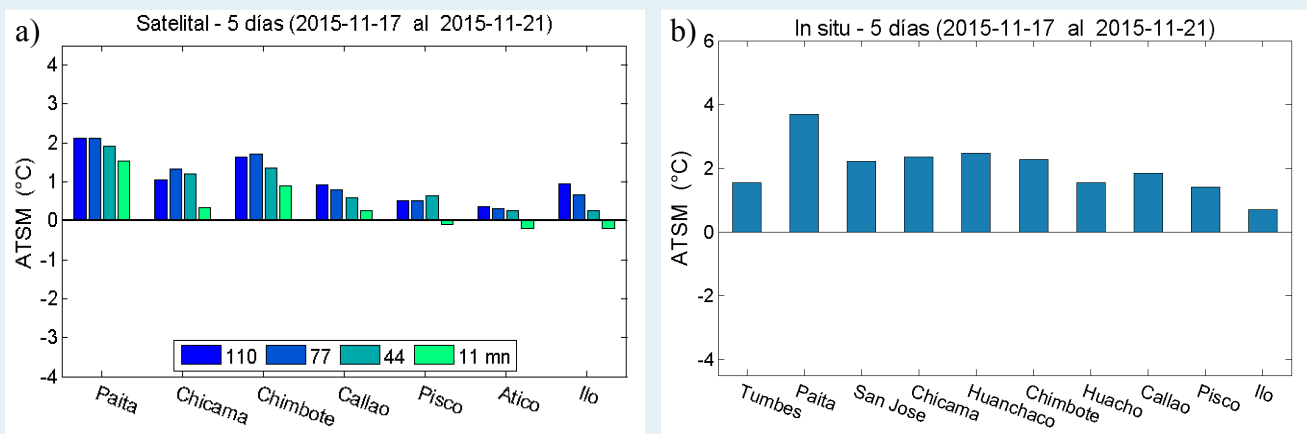 a)
Satelital - 5 días (2015-11-17 al 2015-11-21)
ATSM (°C)
4
3
2
1
0
-1
-2
-3
-4
110 77 44 11 mn
Paita Chicama Chimbote Callao Pisco Atico Ilo
b)
In situ - 5 días (2015-11-17 al 2015-11-21)
ATSM (°C)
6
4
2
0
-2
-4
Tumbes Paita San Jose Chicama Huanchaco Chimbote Huacho Callao Pisco Ilo